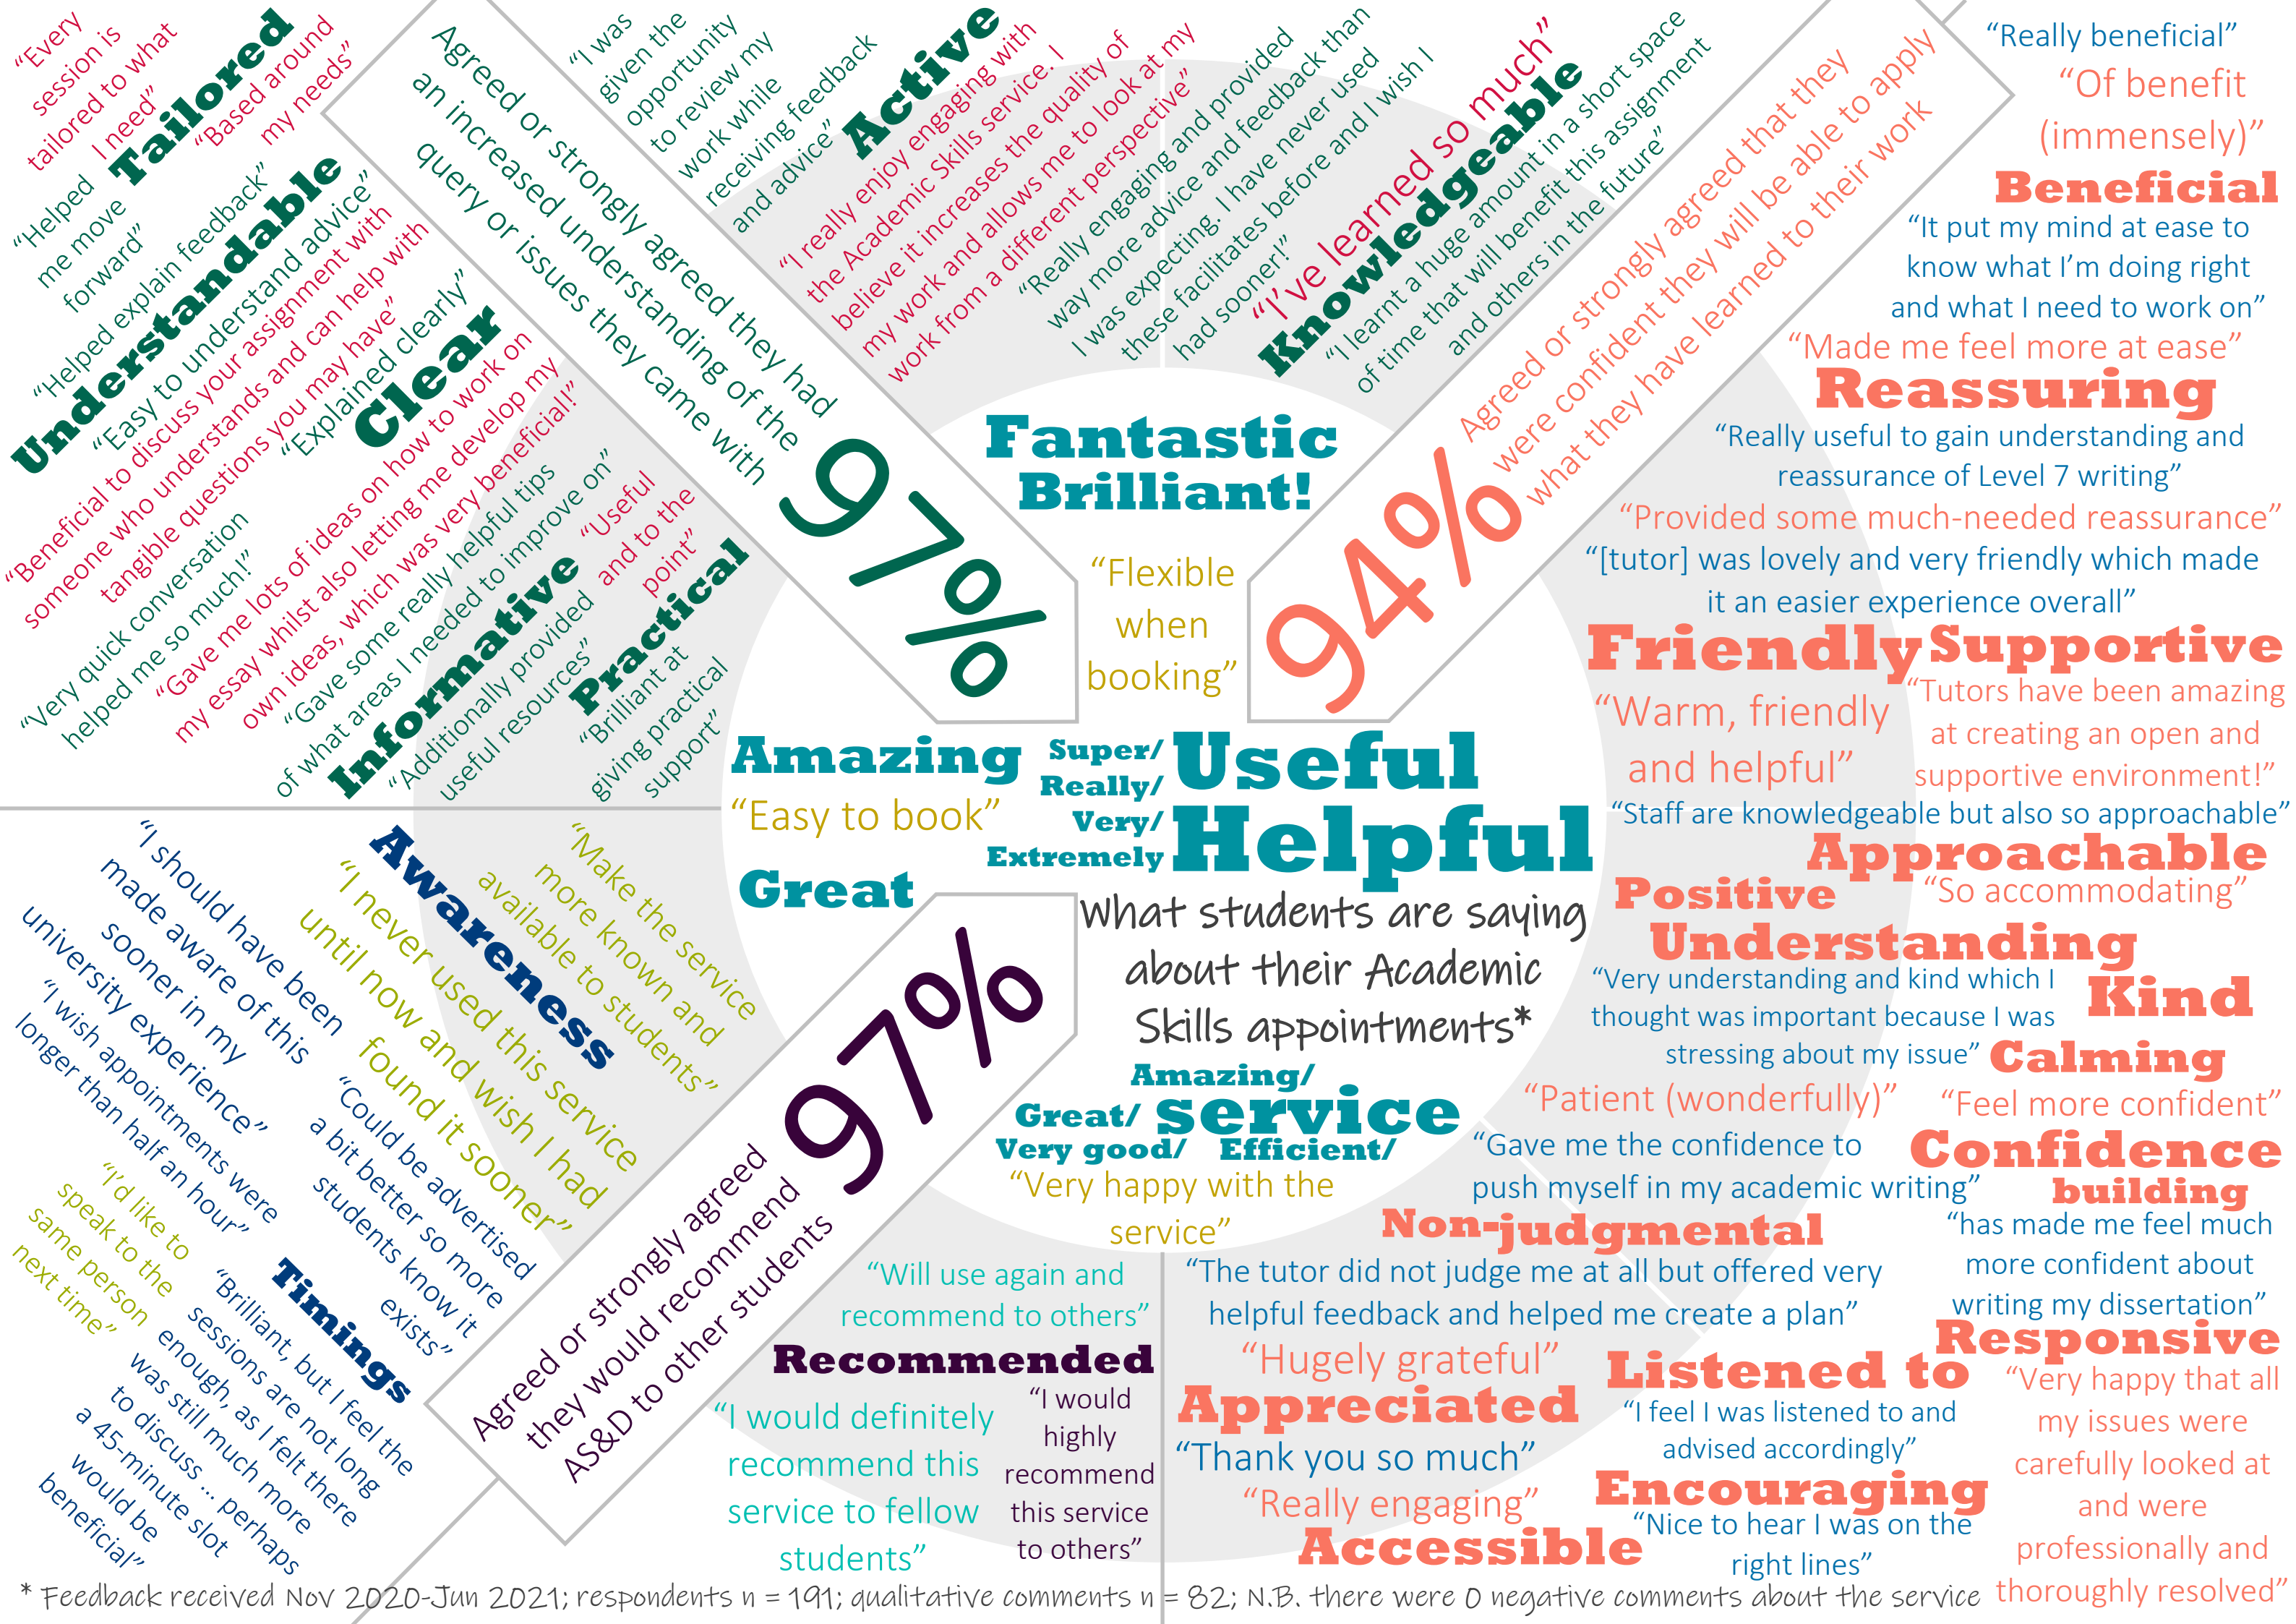 “Every
session is
tailored to what
I need”
Tailored
“Based around
my needs”
“Helped
me move
forward”
“Helped explain feedback”
Understandable
“Easy to understand advice”
“Beneficial to discuss your assignment with
someone who understands and can help with
tangible questions you may have”
“Explained clearly”
Clear
“Very quick conversation
helped me so much!”
“Gave me lots of ideas on how to work on
my essay whilst also letting me develop my
own ideas, which was very beneficial!”
“Gave some really helpful tips
of what areas I needed to improve on”
Informative
“Additionally provided
useful resources”
“Useful
and to the
point”
Practical
“Brilliant at
giving practical
support”
Agreed or strongly agreed they had
an increased understanding of the
query or issues they came with
97%
“I was
given the
opportunity
to review my
work while
receiving feedback
and advice”
Active
“I really enjoy engaging with
the Academic Skills service. I
believe it increases the quality of
my work and allows me to look at my
work from a different perspective”
“Really engaging and provided
way more advice and feedback than
I was expecting. I have never used
these facilitates before and I wish I
had sooner!”
“I’ve learned so much”
Knowledgeable
“I learnt a huge amount in a short space
of time that will benefit this assignment
and others in the future”
Agreed or strongly agreed that they
were confident they will be able to apply
what they have learned to their work
94%
“Really beneficial”
“Of benefit
(immensely)”
Beneficial
“It put my mind at ease to
know what I’m doing right
and what I need to work on”
“Made me feel more at ease”
Reassuring
“Really useful to gain understanding and
reassurance of Level 7 writing”
“Provided some much-needed reassurance”
“[tutor] was lovely and very friendly which made
it an easier experience overall”
Friendly
“Warm, friendly
and helpful”
Supportive
“Tutors have been amazing
at creating an open and
supportive environment!”
“Staff are knowledgeable but also so approachable”
Approachable
Positive
“So accommodating”
Understanding
“Very understanding and kind which I
thought was important because I was
stressing about my issue”
Kind
Calming
“Patient (wonderfully)”
“Feel more confident”
“Gave me the confidence to
push myself in my academic writing”
Confidence
building
“has made me feel much
more confident about
writing my dissertation”
Non-judgmental
“The tutor did not judge me at all but offered very
helpful feedback and helped me create a plan”
“Hugely grateful”
Appreciated
“Thank you so much”
“Really engaging”
Accessible
Listened to
“I feel I was listened to and
advised accordingly”
Encouraging
“Nice to hear I was on the
right lines”
Responsive
“Very happy that all
my issues were
carefully looked at
and were
professionally and
thoroughly resolved”
Fantastic
Brilliant!
“Flexible
when
booking”
Amazing
“Easy to book”
Great
Super/
Really/
Very/
Extremely
Useful
Helpful
What students are saying
about their Academic
Skills appointments*
Amazing/
Great/
Very good/
Efficient/
service
“Very happy with the
service”
“Make the service
more known and
available to students”
Awareness
“I never used this service
until now and wish I had
found it sooner”
“I should have been
made aware of this
sooner in my
university experience”
“Could be advertised
a bit better so more
students know it
exists”
“I wish appointments were
longer than half an hour”
Timings
“I’d like to
speak to the
same person
next time”
“Brilliant, but I feel the
sessions are not long
enough, as I felt there
was still much more
to discuss ... perhaps
a 45-minute slot
would be
beneficial”
97%
Agreed or strongly agreed
they would recommend
AS&D to other students
“Will use again and
recommend to others”
Recommended
“I would definitely
recommend this
service to fellow
students”
“I would
highly
recommend
this service
to others”
* Feedback received Nov 2020-Jun 2021; respondents n = 191; qualitative comments n = 82; N.B. there were 0 negative comments about the service